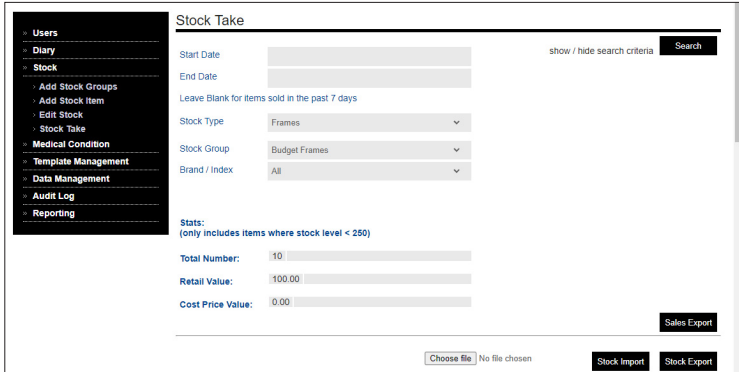 Stock Take
» Users
» Diary
» Stock
› Add Stock Groups
› Add Stock Item
› Edit Stock
› Stock Take
» Medical Condition
» Template Management
» Data Management
» Audit Log
» Reporting
show / hide search criteria Search
Start Date
End Date
Leave Blank for items sold in the past 7 days
Stock Type Frames
Stock Group Budget Frames
Brand / Index All
Stats:
(only includes items where stock level < 250)
Total Number: 10
Retail Value: 100.00
Cost Price Value: 0.00
Sales Export
Choose file No file chosen Stock Import Stock Export